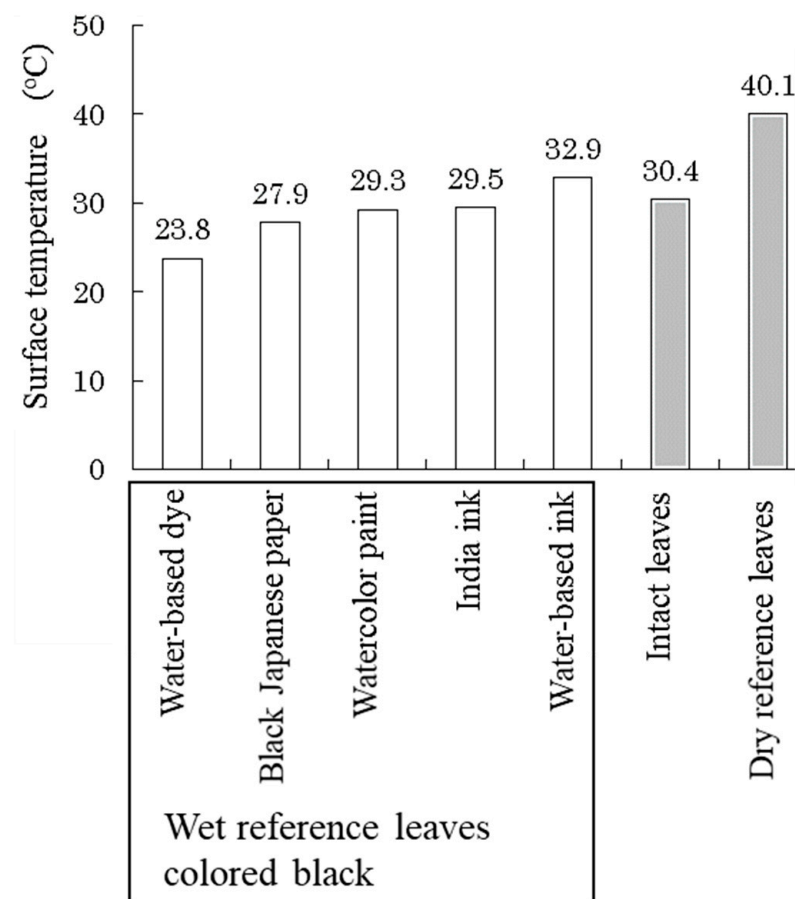 Surface temperature (°C)
50
40
30
20
10
0
23.8
27.9
29.3
29.5
32.9
30.4
40.1
Water-based dye
Black Japanese paper
Watercolor paint
India ink
Water-based ink
Intact leaves
Dry reference leaves
Wet reference leaves
colored black